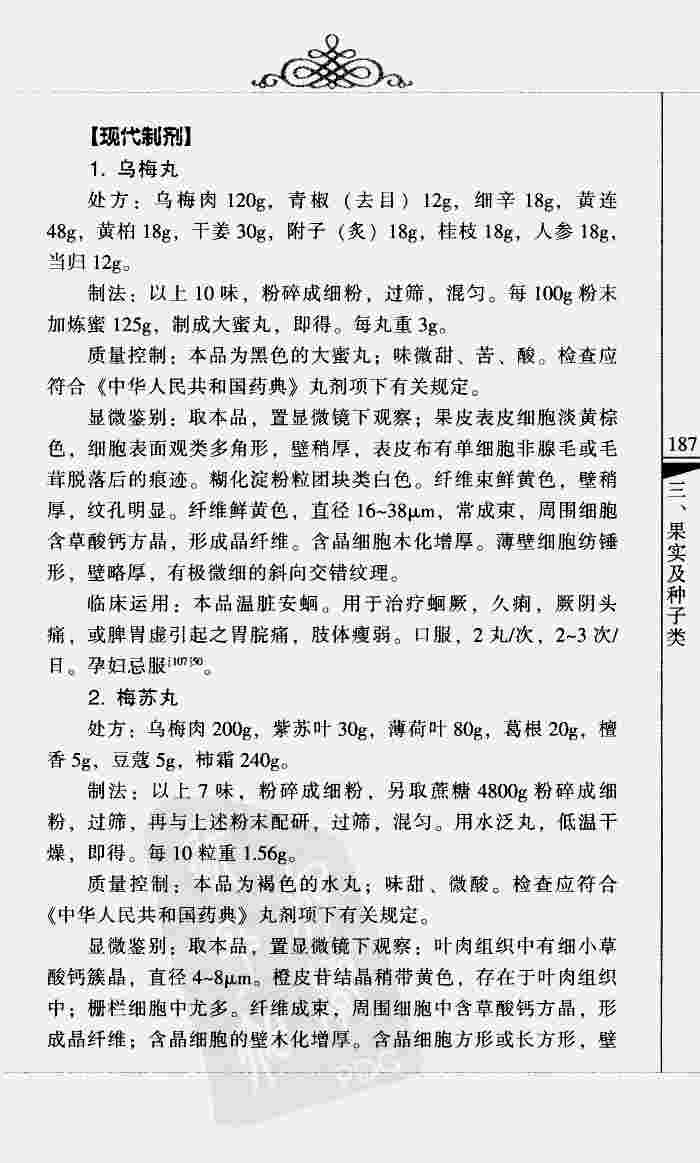 【现代制剂】
1. 乌梅丸
处方：乌梅肉 120g，青椒（去目）12g，细辛 18g，黄连
48g，黄柏 18g，干姜 30g，附子（炙）18g，桂枝 18g，人参 18g，
当归 12g。
制法：以上 10 味，粉碎成细粉，过筛，混匀。每 100g 粉末
加炼蜜 125g，制成大蜜丸，即得。每丸重 3g。
质量控制：本品为黑色的大蜜丸；味微甜、苦、酸。检查应
符合《中华人民共和国药典》丸剂项下有关规定。
显微鉴别：取本品，置显微镜下观察；果皮表皮细胞淡黄棕
色，细胞表面观类多角形，壁稍厚，表皮布有单细胞非腺毛或毛
茸脱落后的痕迹。糊化淀粉粒团块类白色。纤维束鲜黄色，壁稍
厚，纹孔明显。纤维鲜黄色，直径 16~38μm，常成束，周围细胞
含草酸钙方晶，形成晶纤维。含晶细胞木化增厚。薄壁细胞纺锤
形，壁略厚，有极微细的斜向交错纹理。
临床运用：本品温脏安蛔。用于治疗蛔厥，久痢，厥阴头
痛，或脾胃虚引起之胃脘痛，肢体瘦弱。口服，2 丸/次，2~3 次/
日。孕妇忌服[107]90。
2. 梅苏丸
处方：乌梅肉 200g，紫苏叶 30g，薄荷叶 80g，葛根 20g，檀
香 5g，豆蔻 5g，柿霜 240g。
制法：以上 7 味，粉碎成细粉，另取蔗糖 4800g 粉碎成细
粉，过筛，再与上述粉末配研，过筛，混匀。用水泛丸，低温干
燥，即得。每 10 粒重 1.56g。
质量控制：本品为褐色的水丸；味甜、微酸。检查应符合
《中华人民共和国药典》丸剂项下有关规定。
显微鉴别：取本品，置显微镜下观察：叶肉组织中有细小草
酸钙簇晶，直径 4~8μm。橙皮苷结晶稍带黄色，存在于叶肉组织
中；栅栏细胞中尤多。纤维成束，周围细胞中含草酸钙方晶，形
成晶纤维；含晶细胞的壁木化增厚。含晶细胞方形或长方形，壁
187
三、果实及种子类